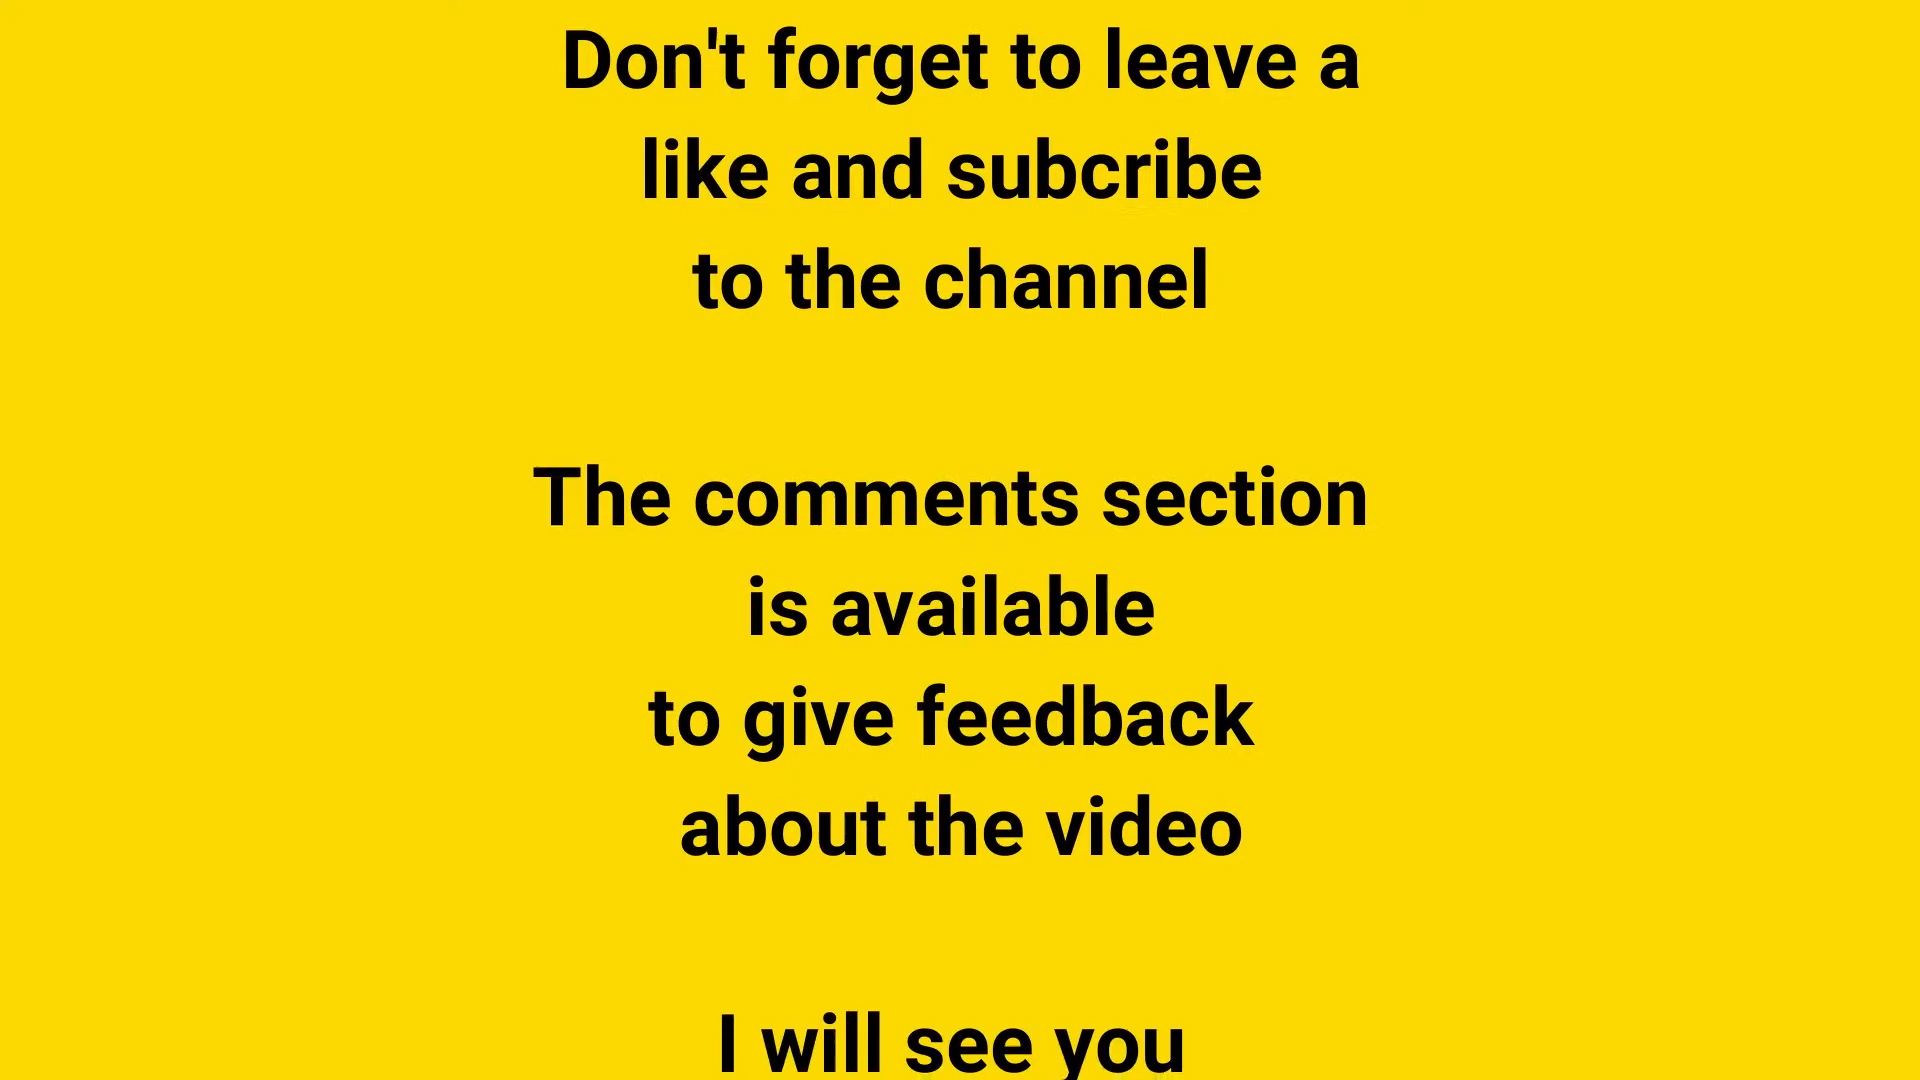 Don't forget to leave a
like and subcribe
to the channel
The comments section
is available
to give feedback
about the video
I will see you